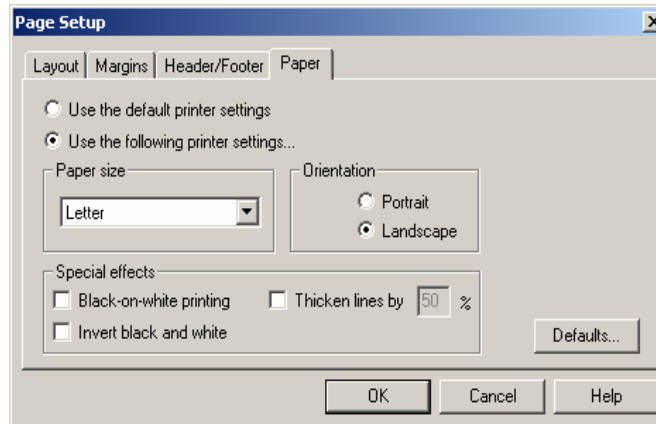 Page Setup
Layout Margins Header/Footer Paper
Use the default printer settings
Use the following printer settings...
Paper size
Letter
Orientation
Portrait
Landscape
Special effects
Black-on-white printing Thicken lines by 50 %
Invert black and white
Defaults...
OK Cancel Help